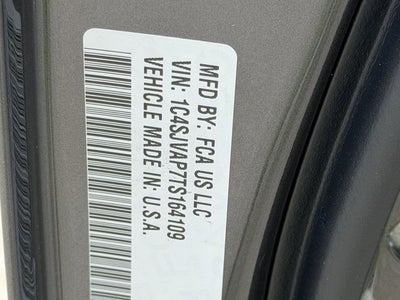 MFD BY: FCA US LLC
VIN: 1C4SJVAP7TS164109
VEHICLE MADE IN: U.S.A.